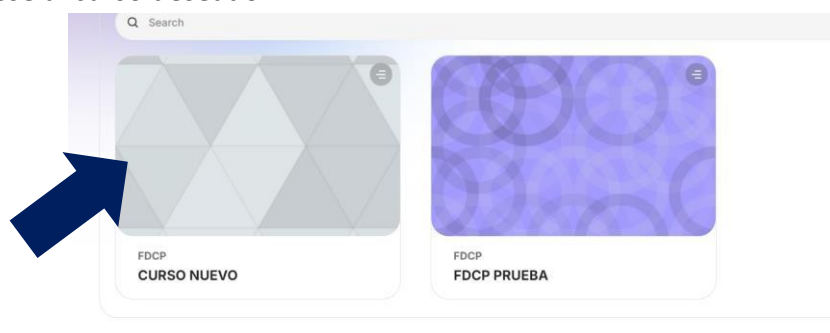 Search
FDCP
CURSO NUEVO
FDCP
FDCP PRUEBA